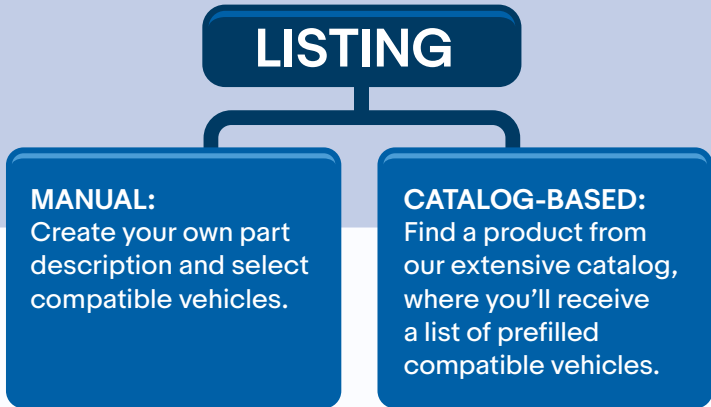 LISTING
MANUAL:
Create your own part
description and select
compatible vehicles.
CATALOG-BASED:
Find a product from
our extensive catalog,
where you’ll receive
a list of prefilled
compatible vehicles.